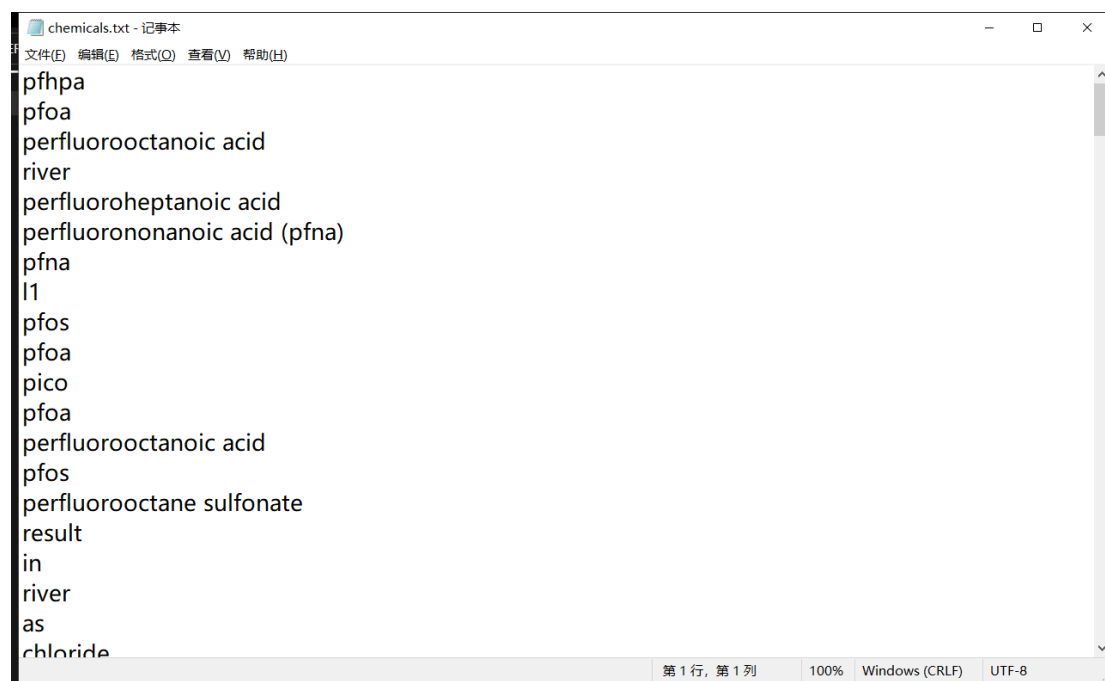 chemicals.txt - 记事本
文件(F) 编辑(E) 格式(O) 查看(V) 帮助(H)
pfhpa
pfoa
perfluorooctanoic acid
river
perfluoroheptanoic acid
perfluorononanoic acid (pfna)
pfna
l1
pfos
pfoa
pico
pfoa
perfluorooctanoic acid
pfos
perfluorooctane sulfonate
result
in
river
as
chloride
第 1 行，第 1 列 100% Windows (CRLF) UTF-8